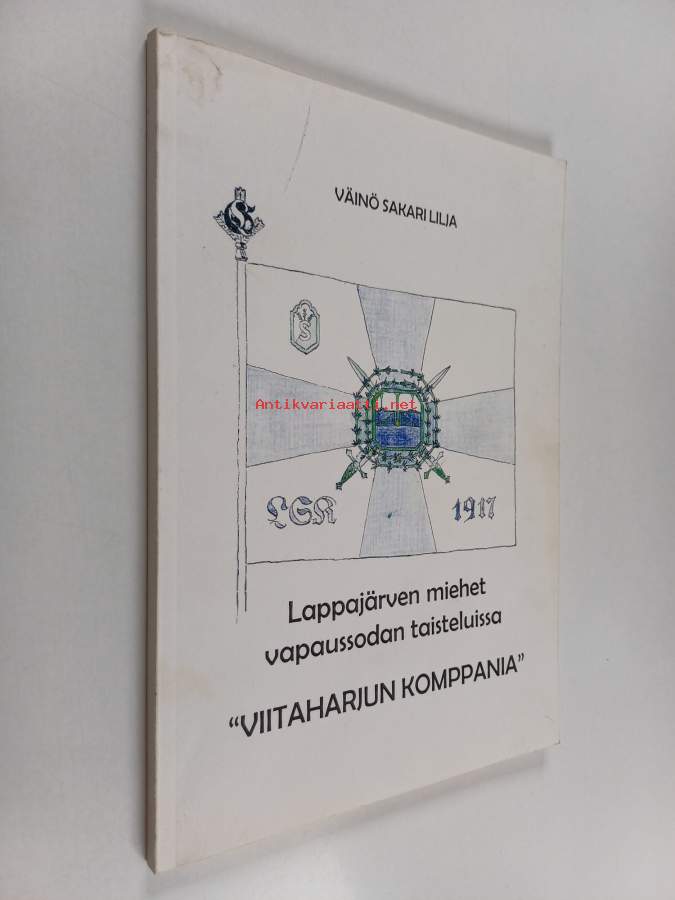 VÄINÖ SAKARI LILJA
S
Antikvariaatti.net
LSK 1917
Lappajärven miehet
vapaussodan taisteluissa
“VIITAHARJUN KOMPPANIA”